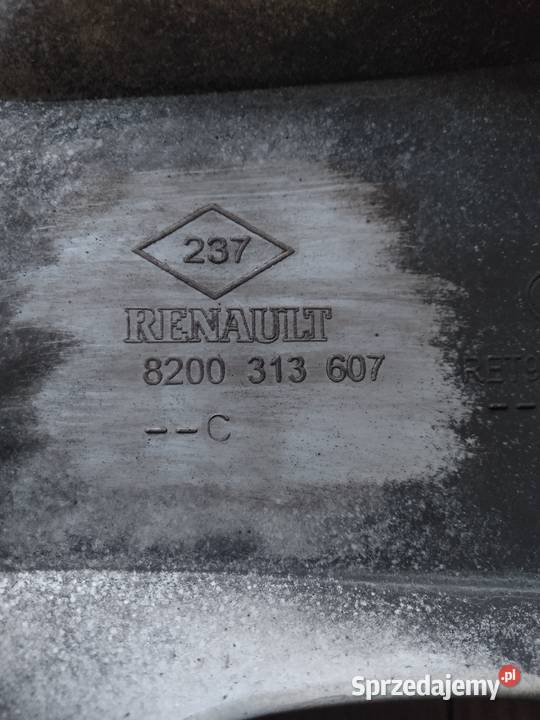 237
RENAULT
8200 313 607
--C
Sprzedajemy.pl